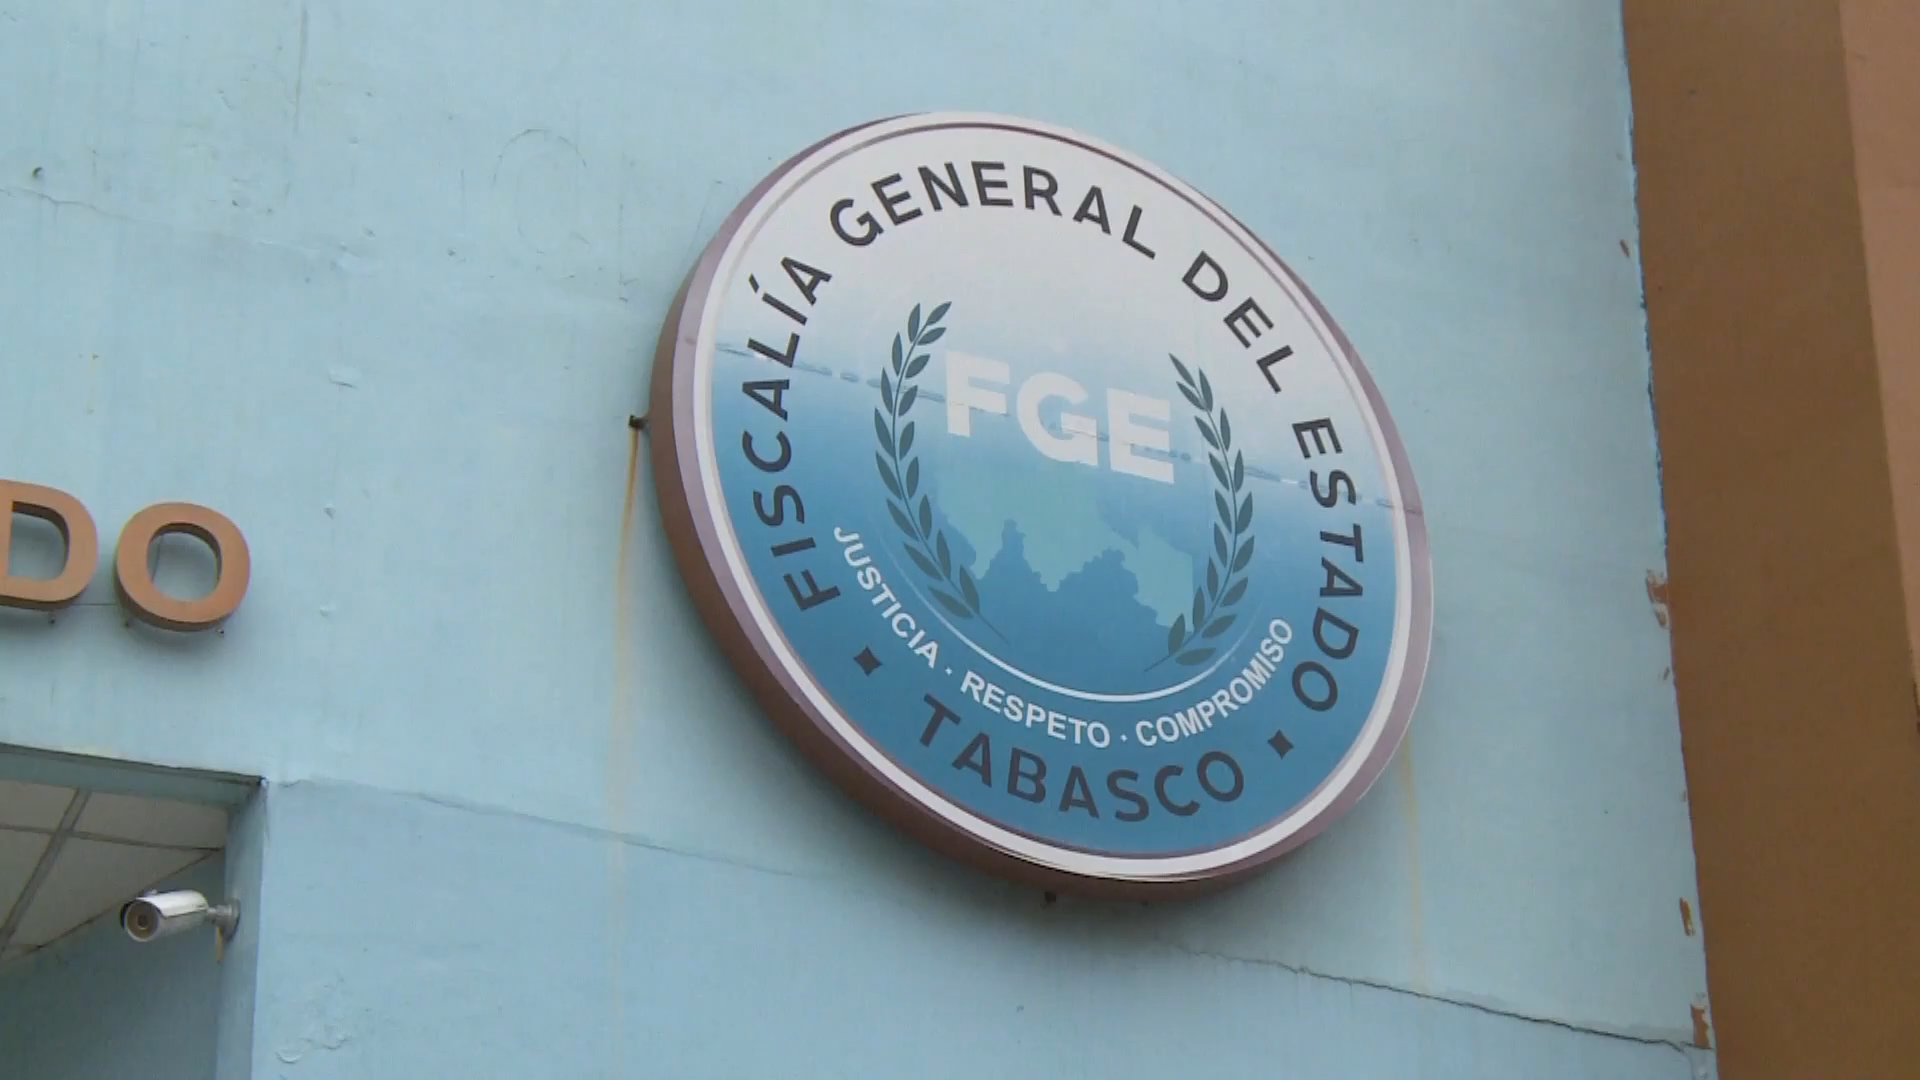 FISCALÍA GENERAL DEL ESTADO
FGE
JUSTICIA · RESPETO · COMPROMISO
TABASCO
DO